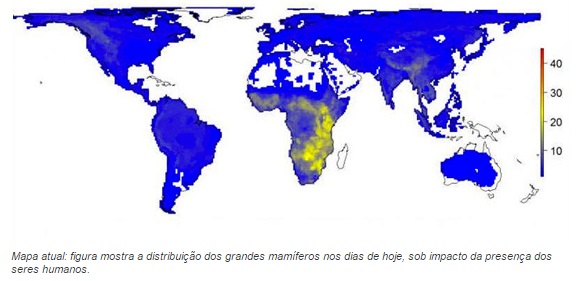 40
30
20
10
Mapa atual: figura mostra a distribuição dos grandes mamíferos nos dias de hoje, sob impacto da presença dos
seres humanos.